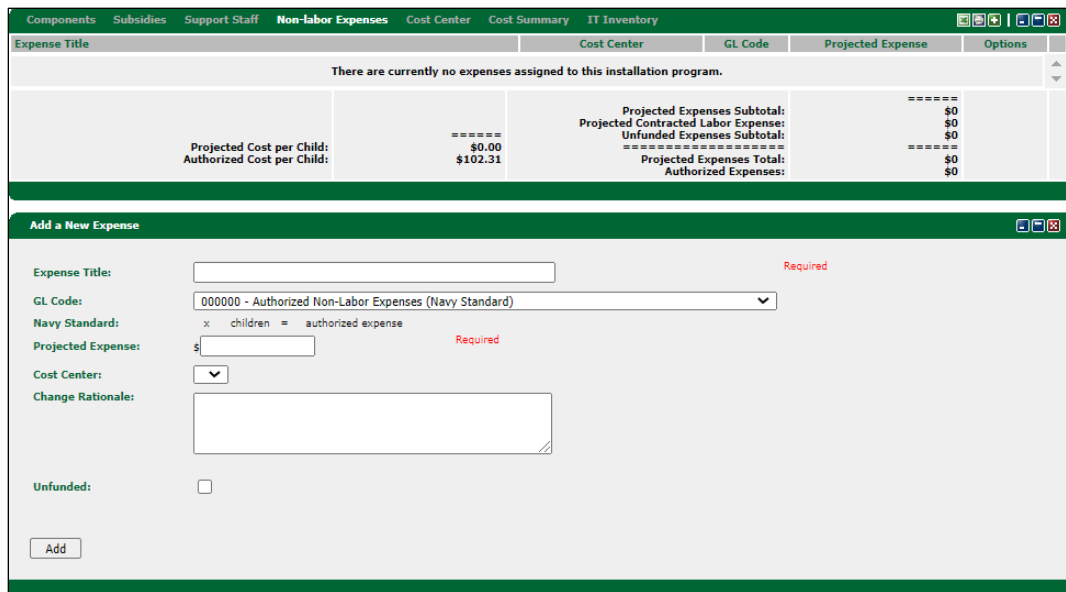 Components Subsidies Support Staff Non-labor Expenses Cost Center Cost Summary IT Inventory
Expense Title Cost Center GL Code Projected Expense Options
There are currently no expenses assigned to this installation program.
======
Projected Expenses Subtotal: $0
Projected Contracted Labor Expense: $0
====== Unfunded Expenses Subtotal: $0
Projected Cost per Child: $0.00 ==================== ======
Authorized Cost per Child: $102.31 Projected Expenses Total: $0
Authorized Expenses: $0
Add a New Expense
Expense Title: Required
GL Code: 000000 - Authorized Non-Labor Expenses (Navy Standard)
Navy Standard: x children = authorized expense
Projected Expense: $ Required
Cost Center:
Change Rationale:
Unfunded:
Add